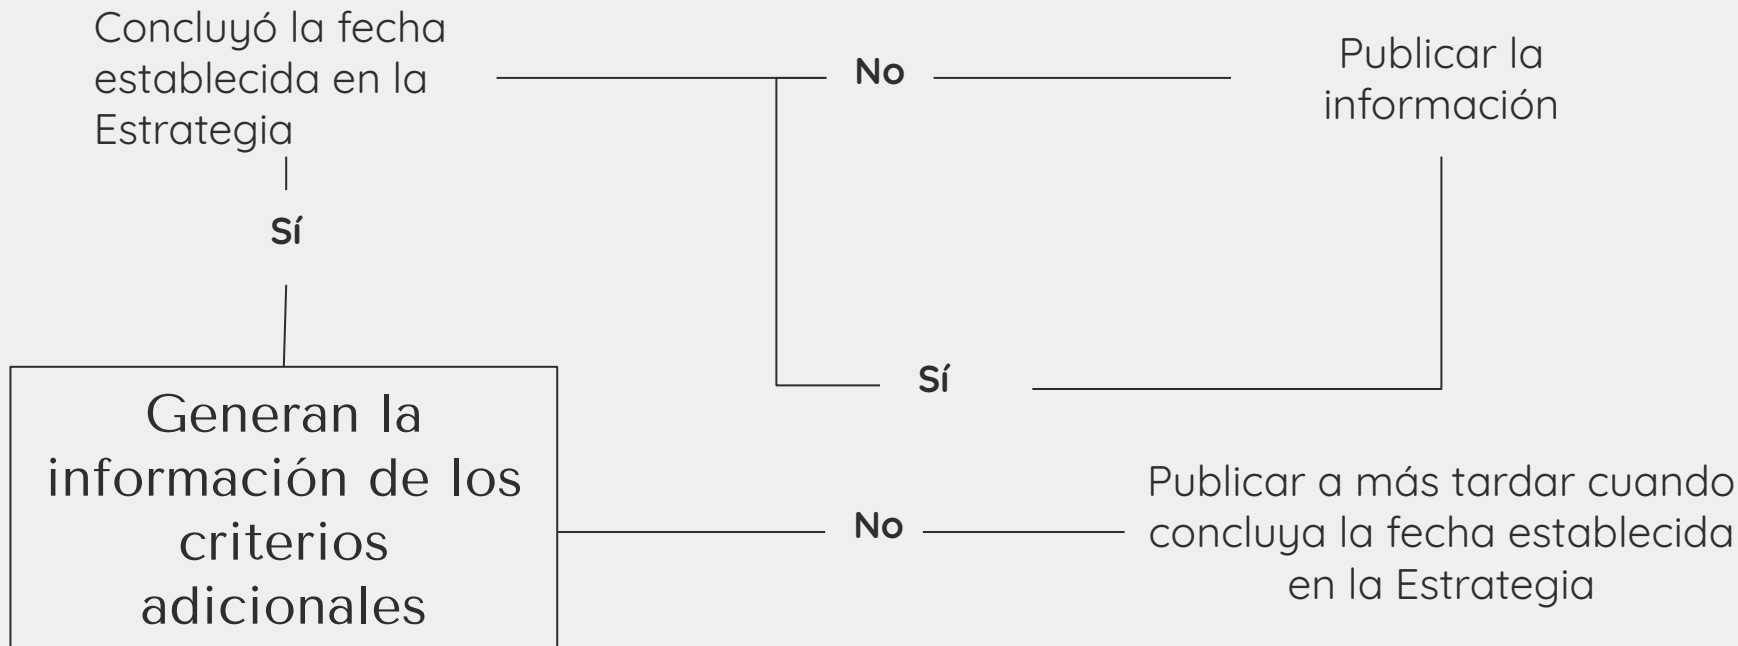 Concluyó la fecha
establecida en la
Estrategia
No
Publicar la
información
Sí
Sí
Generan la
información de los
criterios
adicionales
No
Publicar a más tardar cuando
concluya la fecha establecida
en la Estrategia